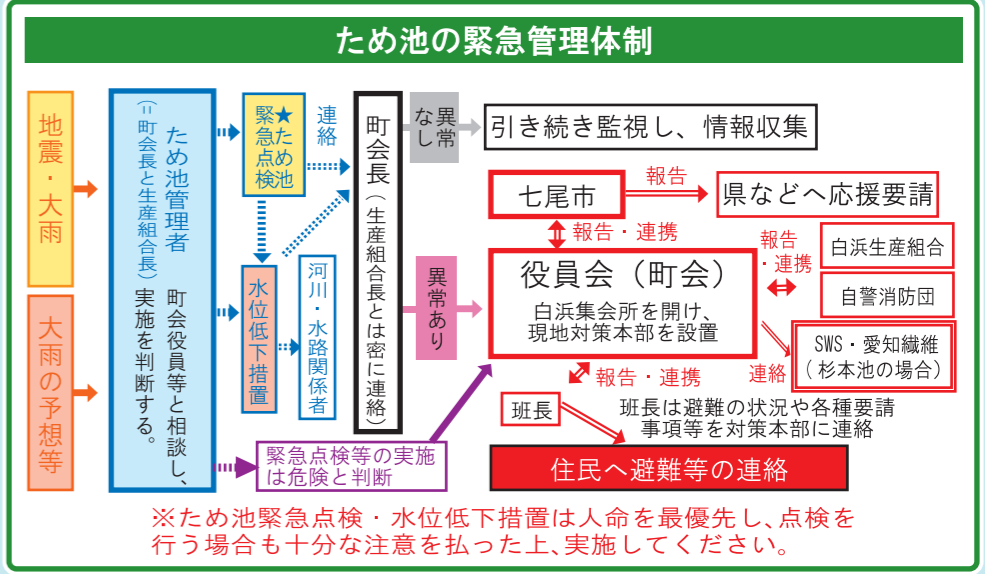 ため池の緊急管理体制
地震・大雨
大雨の予想等
ため池管理者
（＝町会長と生産組合長）
町会役員等と相談し、
実施を判断する。
★ため池
緊急点検
連絡
水位低下措置
河川・水路関係者
緊急点検等の実施
は危険と判断
町会長（生産組合長とは密に連絡）
異常
なし
引き続き監視し、情報収集
異常あり
七尾市
報告
県などへ応援要請
報告・連携
役員会（町会）
白浜集会所を開け、
現地対策本部を設置
報告
・連携
白浜生産組合
自警消防団
連絡
SWS・愛知繊維
（杉本池の場合）
報告・連携
班長
班長は避難の状況や各種要請
事項等を対策本部に連絡
住民へ避難等の連絡
※ため池緊急点検・水位低下措置は人命を最優先し、点検を
行う場合も十分な注意を払った上、実施してください。